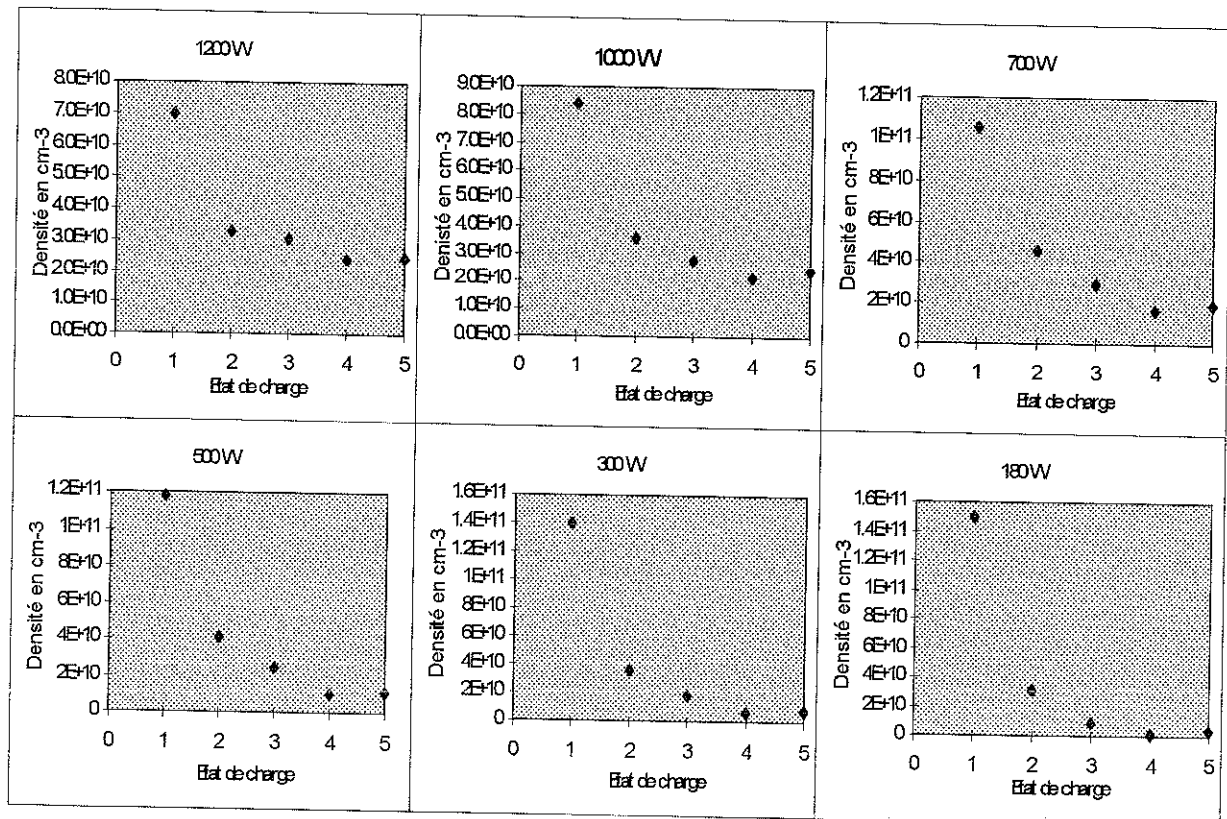 1200 W
8.0E+10
7.0E+10
6.0E+10
5.0E+10
4.0E+10
3.0E+10
2.0E+10
1.0E+10
0.0E+00
Densité en cm-3
0 1 2 3 4 5
Etat de charge
1000 W
9.0E+10
8.0E+10
7.0E+10
6.0E+10
5.0E+10
4.0E+10
3.0E+10
2.0E+10
1.0E+10
0.0E+00
Denisté en cm-3
0 1 2 3 4 5
Etat de charge
700 W
1.2E+11
1E+11
8E+10
6E+10
4E+10
2E+10
0
Densité en cm-3
0 1 2 3 4 5
Etat de charge
500 W
1.2E+11
1E+11
8E+10
6E+10
4E+10
2E+10
0
Densité en cm-3
0 1 2 3 4 5
Etat de charge
300 W
1.6E+11
1.4E+11
1.2E+11
1E+11
8E+10
6E+10
4E+10
2E+10
0
Densité en cm-3
0 1 2 3 4 5
Etat de charge
180 W
1.6E+11
1.4E+11
1.2E+11
1E+11
8E+10
6E+10
4E+10
2E+10
0
Densité en cm-3
0 1 2 3 4 5
Etat de charge